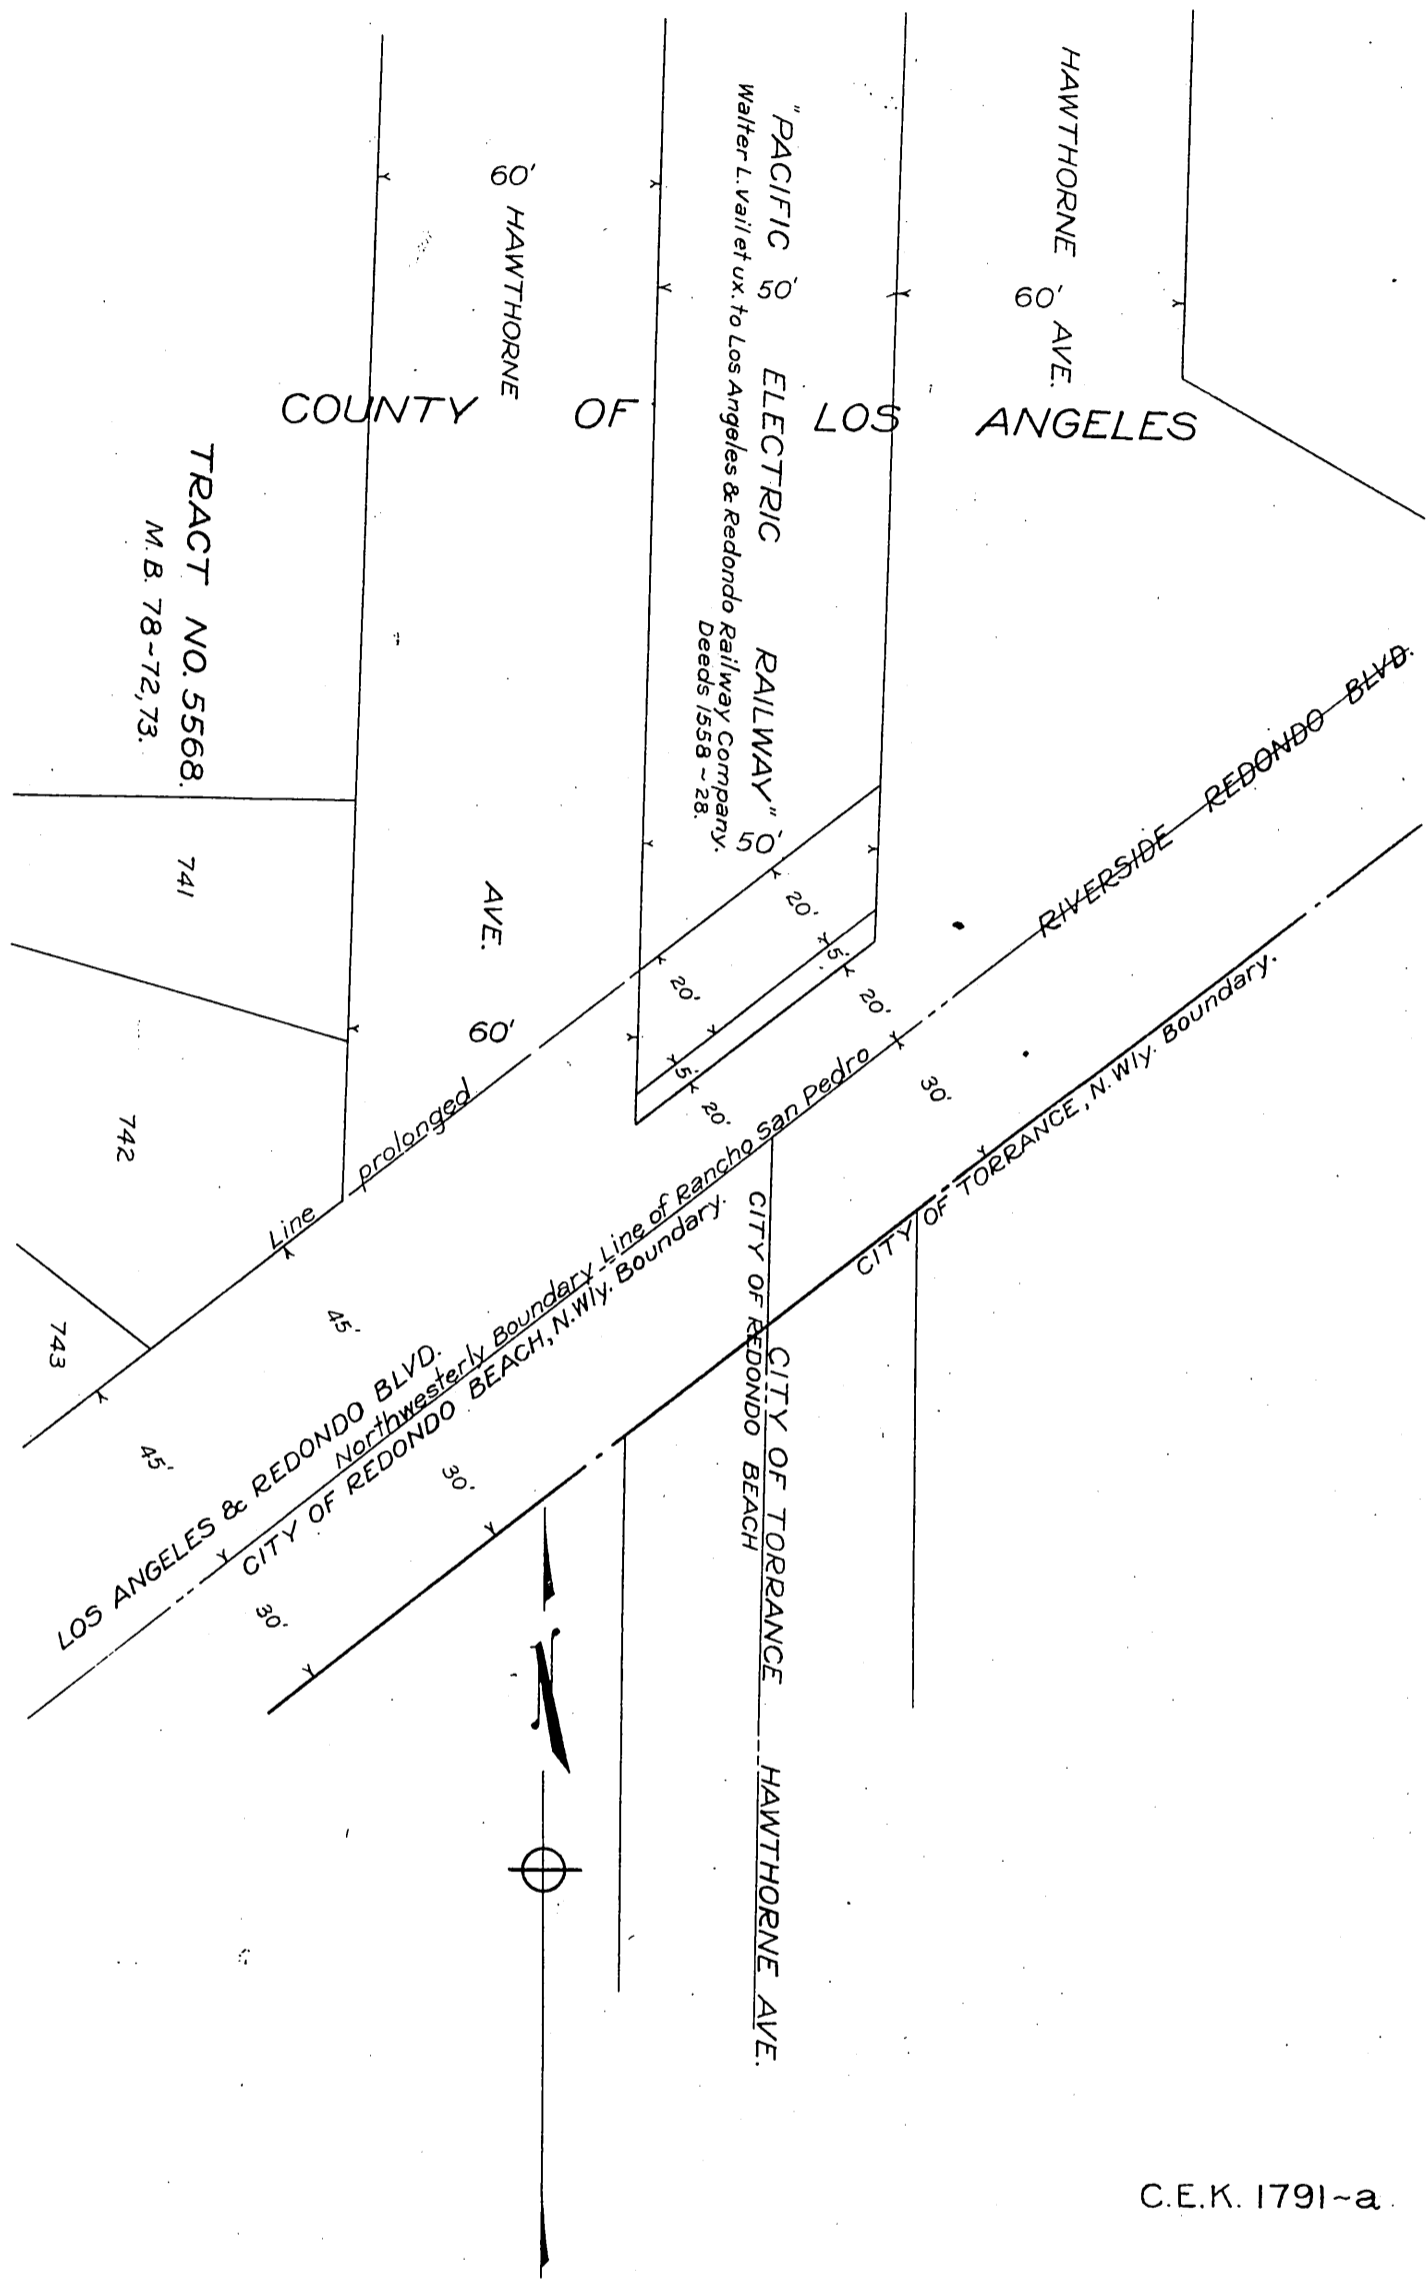 HAWTHORNE AVE.
60'
"PACIFIC ELECTRIC RAILWAY"
Walter L. Vail et ux. to Los Angeles & Redondo Railway Company.
Deeds 1558~28.
50'
50'
60'
HAWTHORNE AVE.
60'
COUNTY OF LOS ANGELES
TRACT NO. 5568.
M. B. 78~72,73.
741
742
743
RIVERSIDE REDONDO BLVD.
20'
5'
20'
30'
20'
5'
20'
Line prolonged
45'
45'
LOS ANGELES & REDONDO BLVD.
Northwesterly Boundary Line of Rancho San Pedro
CITY OF REDONDO BEACH, N.Wly. Boundary.
30'
30'
CITY OF TORRANCE, N.Wly. Boundary.
CITY OF REDONDO BEACH
CITY OF TORRANCE
HAWTHORNE AVE.
N
C.E.K. 1791~a